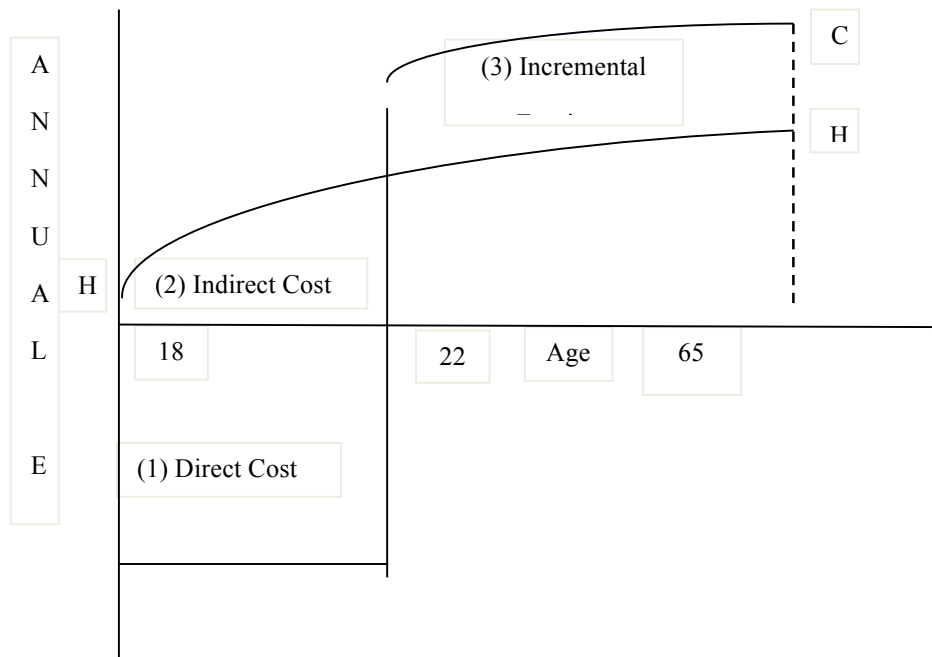 A
N
N
U
A
L
E
C
(3) Incremental
H
H
(2) Indirect Cost
18
22
Age
65
(1) Direct Cost